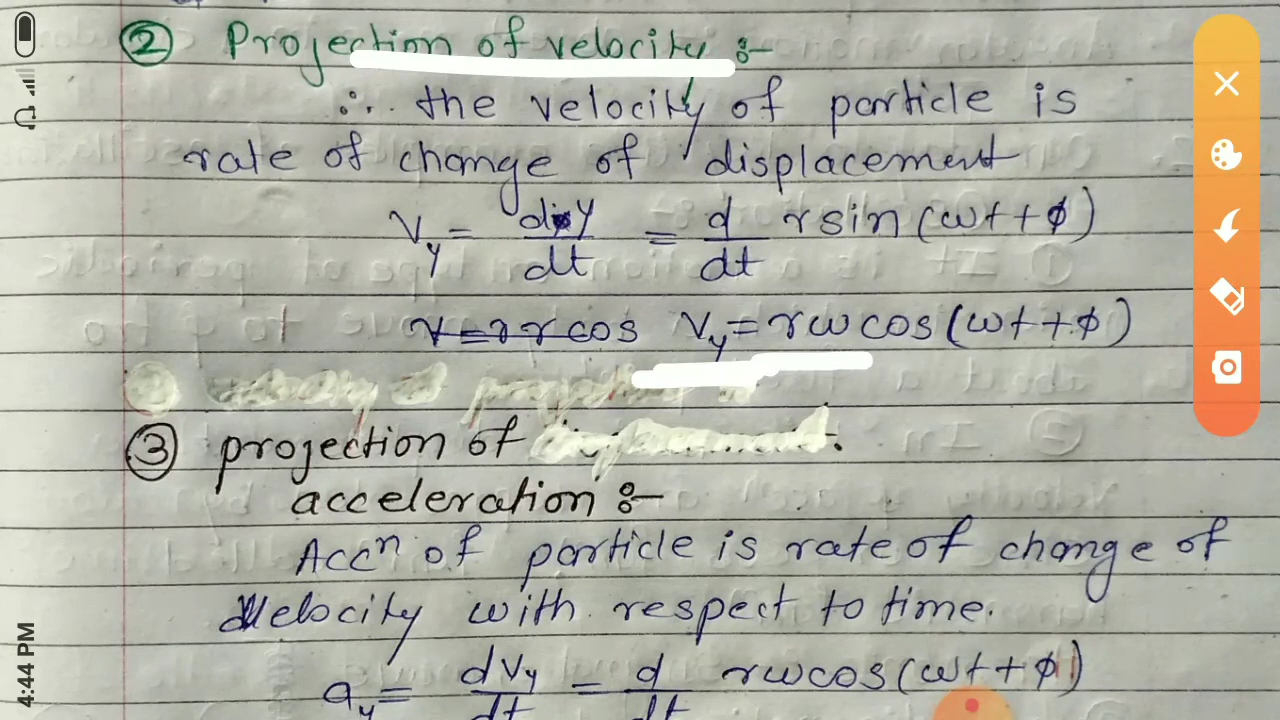 ② Projection of velocity :-
∴ the velocity of particle is
rate of change of displacement
Vy = dy/dt = d/dt r sin (ωt + φ)
Vy = rω cos (ωt + φ)
③ projection of
acceleration :-
Accⁿ of particle is rate of change of
velocity with respect to time.
ay = dVy/dt = d/dt rω cos (ωt + φ)
4:44 PM